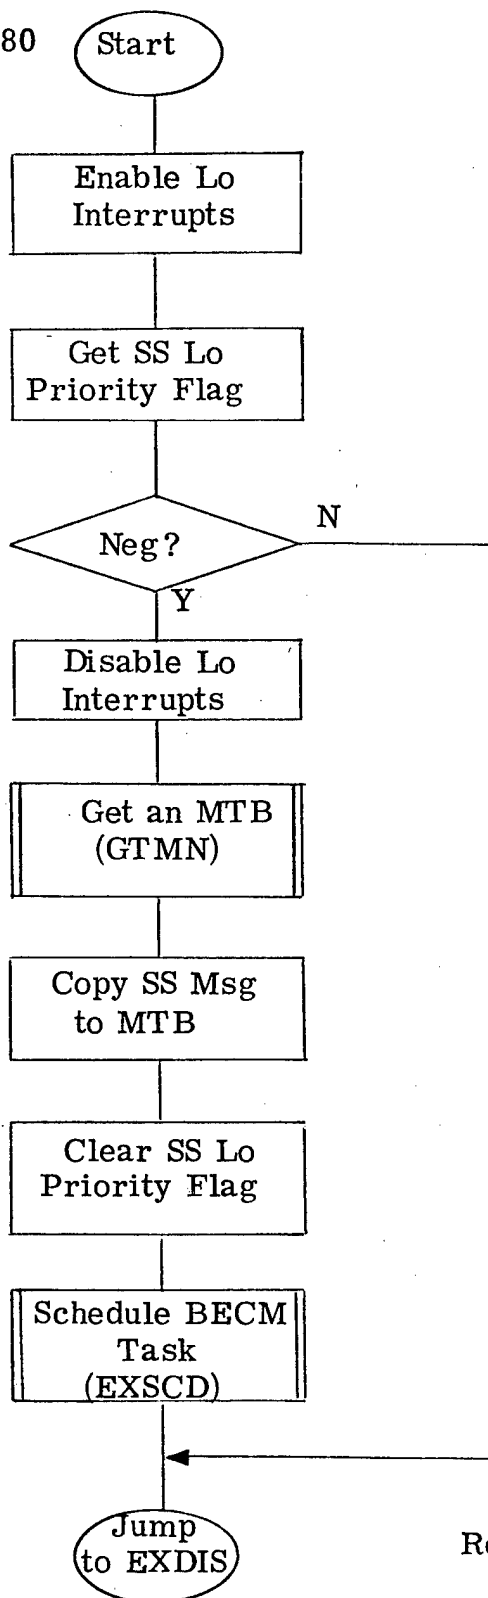 80
Start
Enable Lo
Interrupts
Get SS Lo
Priority Flag
Neg?
N
Y
Disable Lo
Interrupts
Get an MTB
(GTMN)
Copy SS Msg
to MTB
Clear SS Lo
Priority Flag
Schedule BECM
Task
(EXSCD)
Jump
to EXDIS